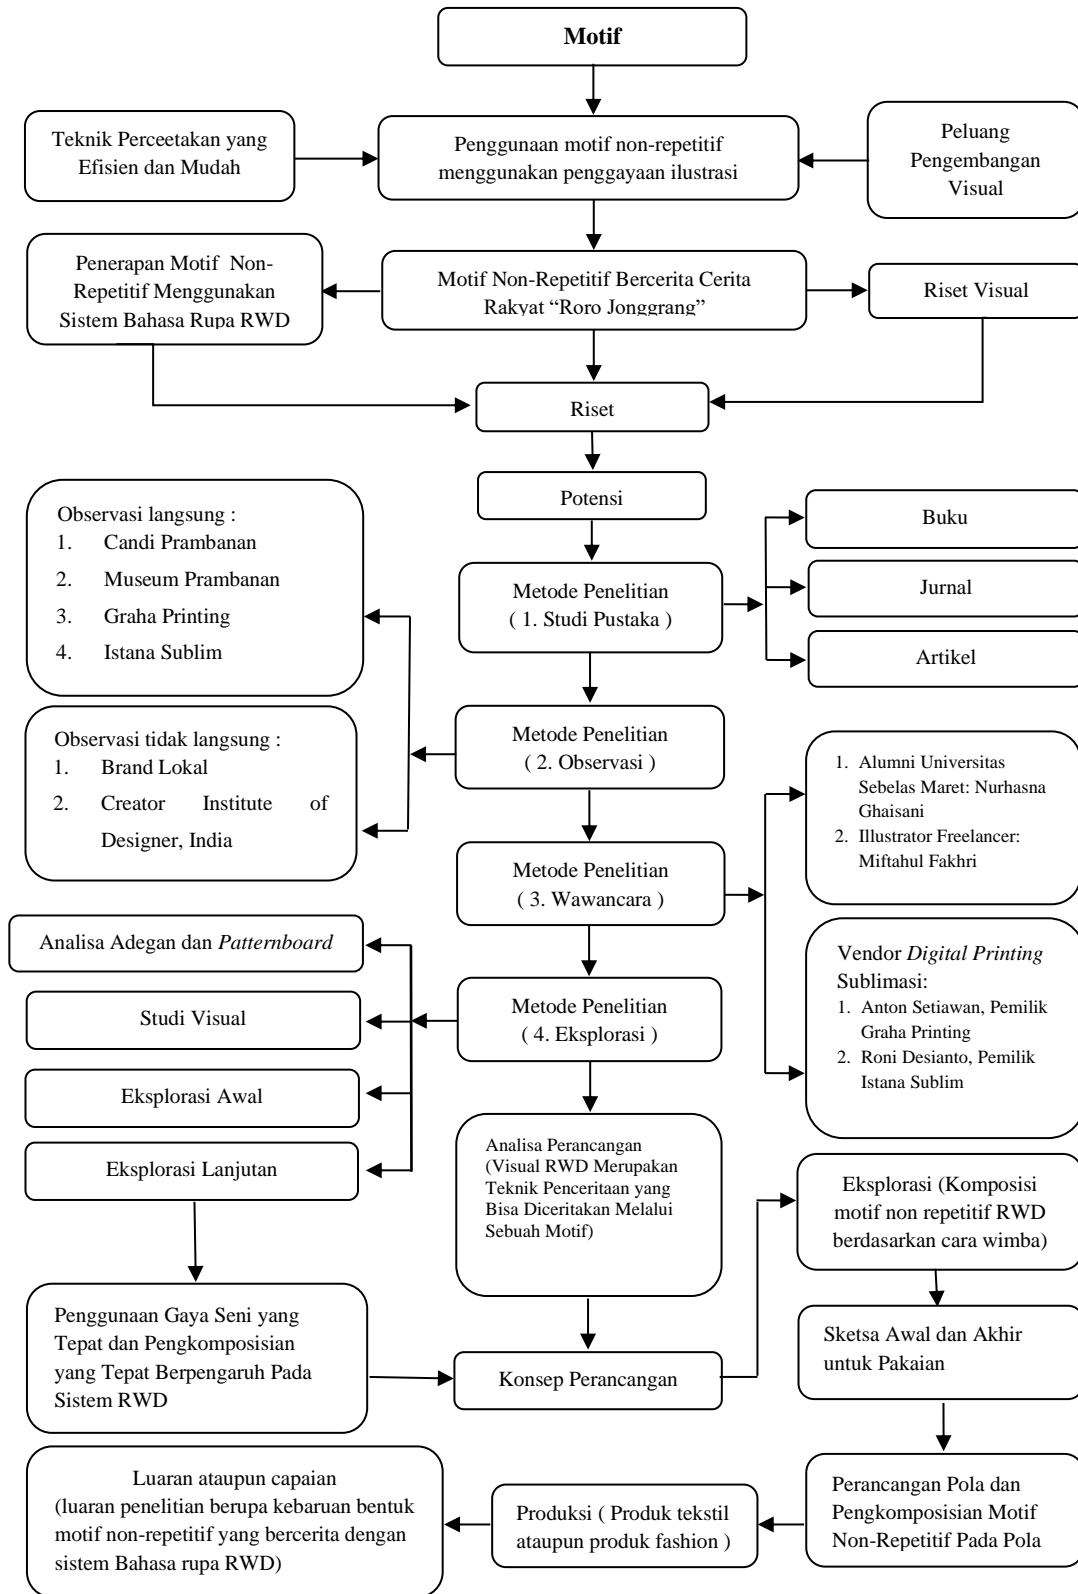 Motif
Teknik Perceetakan yang
Efisien dan Mudah
Penggunaan motif non-repetitif
menggunakan penggayaan ilustrasi
Peluang
Pengembangan
Visual
Penerapan Motif Non-
Repetitif Menggunakan
Sistem Bahasa Rupa RWD
Motif Non-Repetitif Bercerita Cerita
Rakyat “Roro Jonggrang”
Riset Visual
Riset
Potensi
Observasi langsung :
1. Candi Prambanan
2. Museum Prambanan
3. Graha Printing
4. Istana Sublim
Metode Penelitian
( 1. Studi Pustaka )
Buku
Jurnal
Artikel
Observasi tidak langsung :
1. Brand Lokal
2. Creator Institute of
Designer, India
Metode Penelitian
( 2. Observasi )
1. Alumni Universitas
Sebelas Maret: Nurhasna
Ghaisani
2. Illustrator Freelancer:
Miftahul Fakhri
Metode Penelitian
( 3. Wawancara )
Vendor Digital Printing
Sublimasi:
1. Anton Setiawan, Pemilik
Graha Printing
2. Roni Desianto, Pemilik
Istana Sublim
Analisa Adegan dan Patternboard
Studi Visual
Eksplorasi Awal
Eksplorasi Lanjutan
Metode Penelitian
( 4. Eksplorasi )
Analisa Perancangan
(Visual RWD Merupakan
Teknik Penceritaan yang
Bisa Diceritakan Melalui
Sebuah Motif)
Eksplorasi (Komposisi
motif non repetitif RWD
berdasarkan cara wimba)
Penggunaan Gaya Seni yang
Tepat dan Pengkomposisian
yang Tepat Berpengaruh Pada
Sistem RWD
Konsep Perancangan
Sketsa Awal dan Akhir
untuk Pakaian
Luaran ataupun capaian
(luaran penelitian berupa kebaruan bentuk
motif non-repetitif yang bercerita dengan
sistem Bahasa rupa RWD)
Produksi ( Produk tekstil
ataupun produk fashion )
Perancangan Pola dan
Pengkomposisian Motif
Non-Repetitif Pada Pola